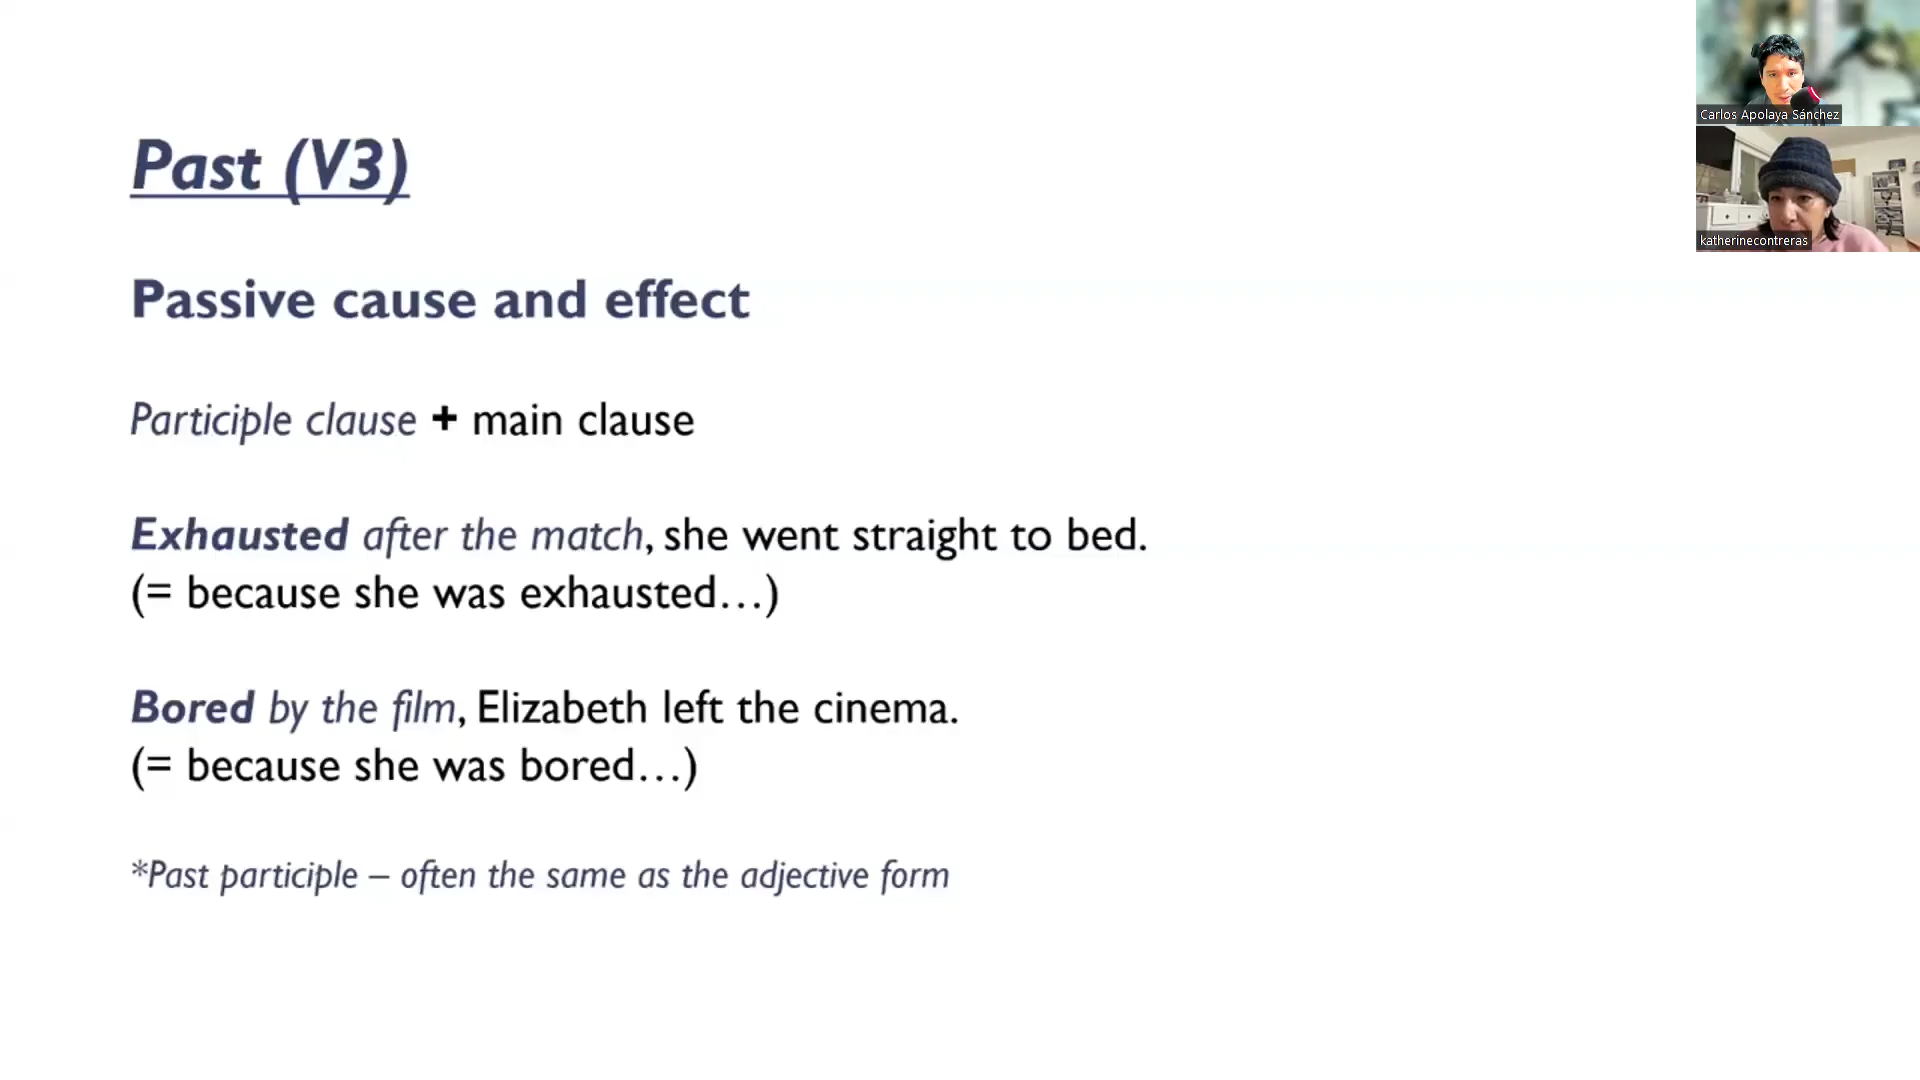 Past (V3)
Passive cause and effect
Participle clause + main clause
Exhausted after the match, she went straight to bed.
(= because she was exhausted…)
Bored by the film, Elizabeth left the cinema.
(= because she was bored…)
*Past participle – often the same as the adjective form
Carlos Apolaya Sánchez
katherinecontreras